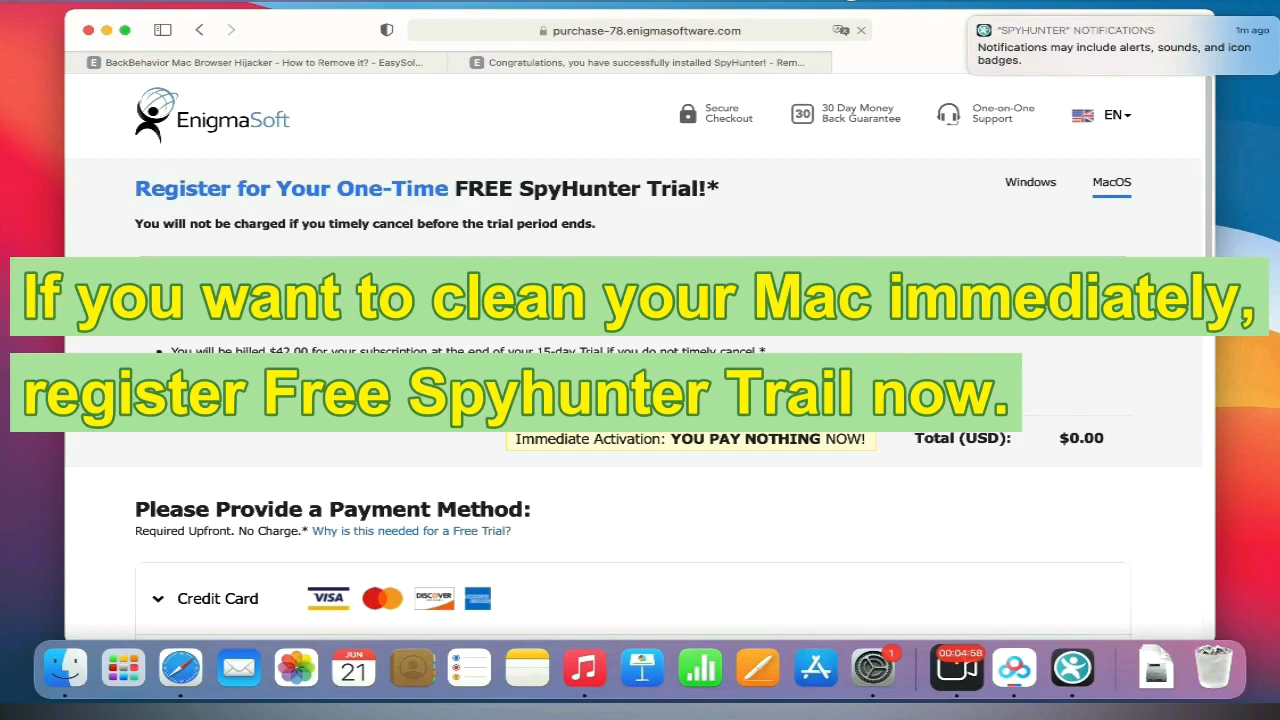 purchase-78.enigmasoftware.com
"SPYHUNTER" NOTIFICATIONS
1m ago
Notifications may include alerts, sounds, and icon
badges.
BackBehavior Mac Browser Hijacker - How to Remove it? - EasySol...
Congratulations, you have successfully installed SpyHunter! - Rem...
EnigmaSoft
Secure
Checkout
30
30 Day Money
Back Guarantee
One-on-One
Support
EN
Register for Your One-Time FREE SpyHunter Trial!*
Windows
MacOS
You will not be charged if you timely cancel before the trial period ends.
If you want to clean your Mac immediately,
You will be billed $42.00 for your subscription at the end of your 15-day Trial if you do not timely cancel.*
register Free Spyhunter Trail now.
Immediate Activation: YOU PAY NOTHING NOW!
Total (USD):
$0.00
Please Provide a Payment Method:
Required Upfront. No Charge.* Why is this needed for a Free Trial?
Credit Card
VISA
DISCOVER
JUN
21
1
00:04:58